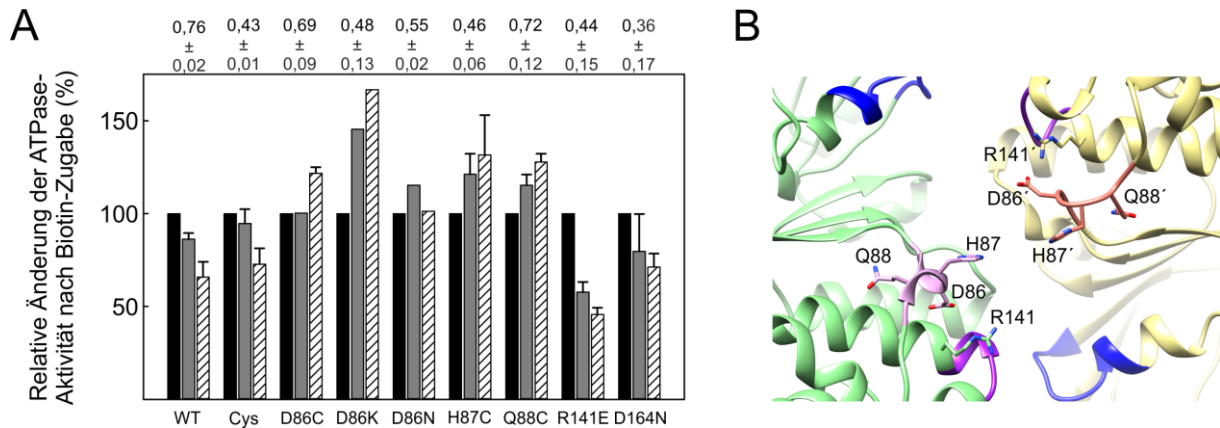 A
0,76 0,43 0,69 0,48 0,55 0,46 0,72 0,44 0,36
± ± ± ± ± ± ± ± ±
0,02 0,01 0,09 0,13 0,02 0,06 0,12 0,15 0,17
Relative Änderung der ATPase-
Aktivität nach Biotin-Zugabe (%)
150
100
50
WT Cys D86C D86K D86N H87C Q88C R141E D164N
B
R141´
D86´
Q88´
H87´
H87
Q88
D86
R141